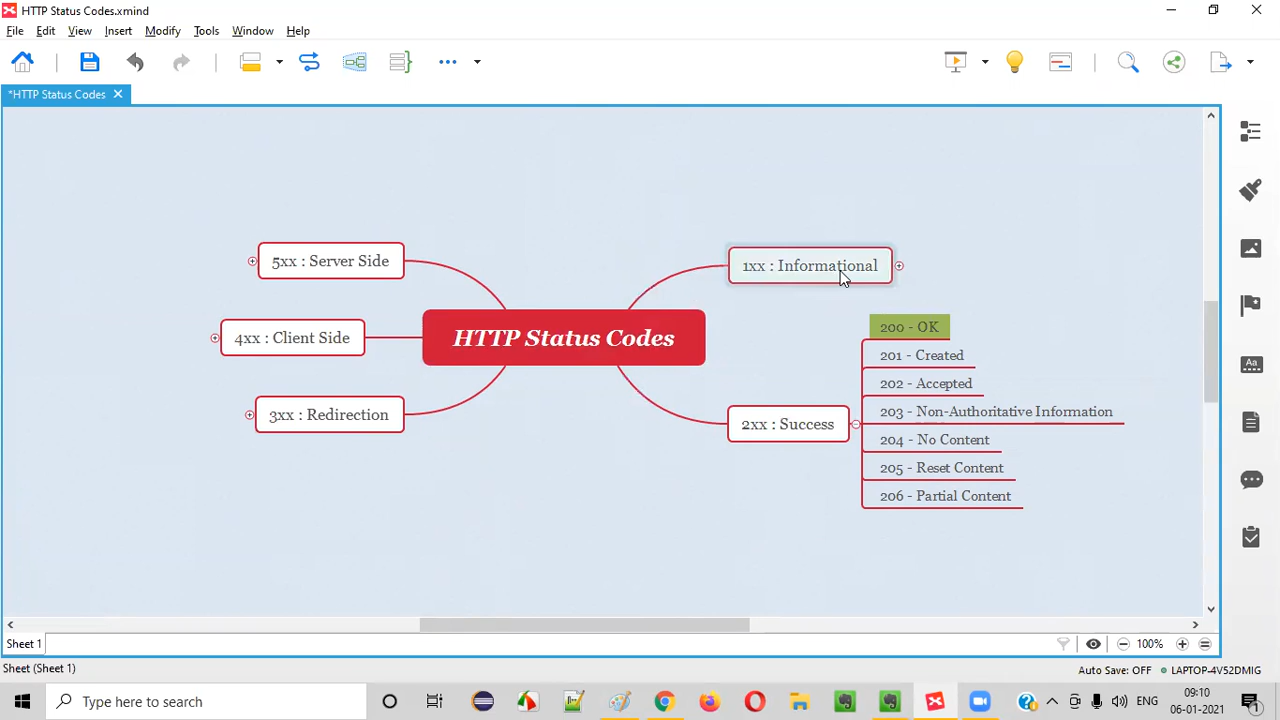 HTTP Status Codes.xmind
File Edit View Insert Modify Tools Window Help
*HTTP Status Codes
5xx : Server Side
4xx : Client Side
3xx : Redirection
HTTP Status Codes
1xx : Informational
2xx : Success
200 - OK
201 - Created
202 - Accepted
203 - Non-Authoritative Information
204 - No Content
205 - Reset Content
206 - Partial Content
Sheet 1
100%
Sheet (Sheet 1)
Auto Save: OFF
LAPTOP-4V52DMIG
Type here to search
ENG
09:10
06-01-2021
Aa
1